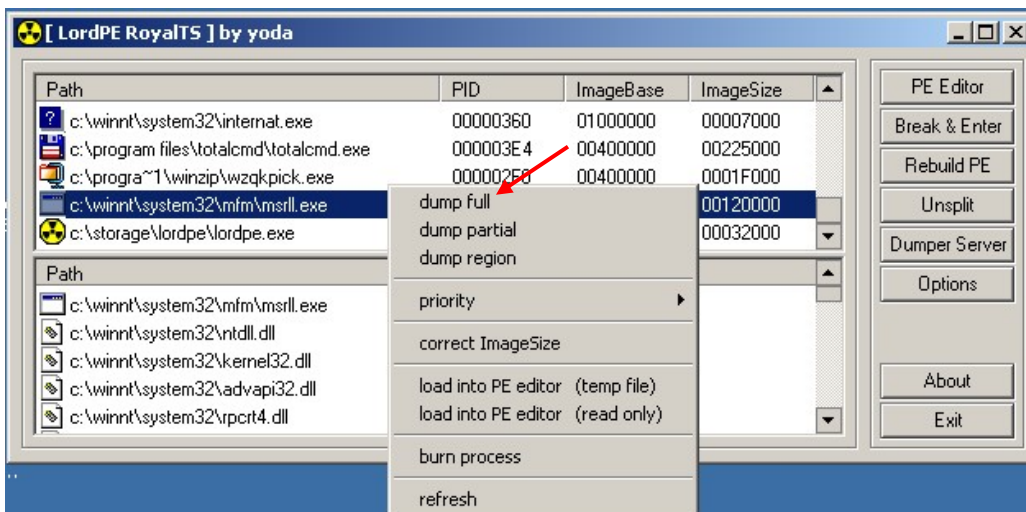 [ LordPE RoyalTS ] by yoda
Path PID ImageBase ImageSize
c:\winnt\system32\internat.exe 00000360 01000000 00007000
c:\program files\totalcmd\totalcmd.exe 000003E4 00400000 00225000
c:\progra~1\winzip\wzqkpick.exe 000002F0 00400000 0001F000
c:\winnt\system32\mfm\msrll.exe 00120000
c:\storage\lordpe\lordpe.exe 00032000
Path
c:\winnt\system32\mfm\msrll.exe
c:\winnt\system32\ntdll.dll
c:\winnt\system32\kernel32.dll
c:\winnt\system32\advapi32.dll
c:\winnt\system32\rpcrt4.dll
dump full
dump partial
dump region
priority
correct ImageSize
load into PE editor (temp file)
load into PE editor (read only)
burn process
refresh
PE Editor
Break & Enter
Rebuild PE
Unsplit
Dumper Server
Options
About
Exit